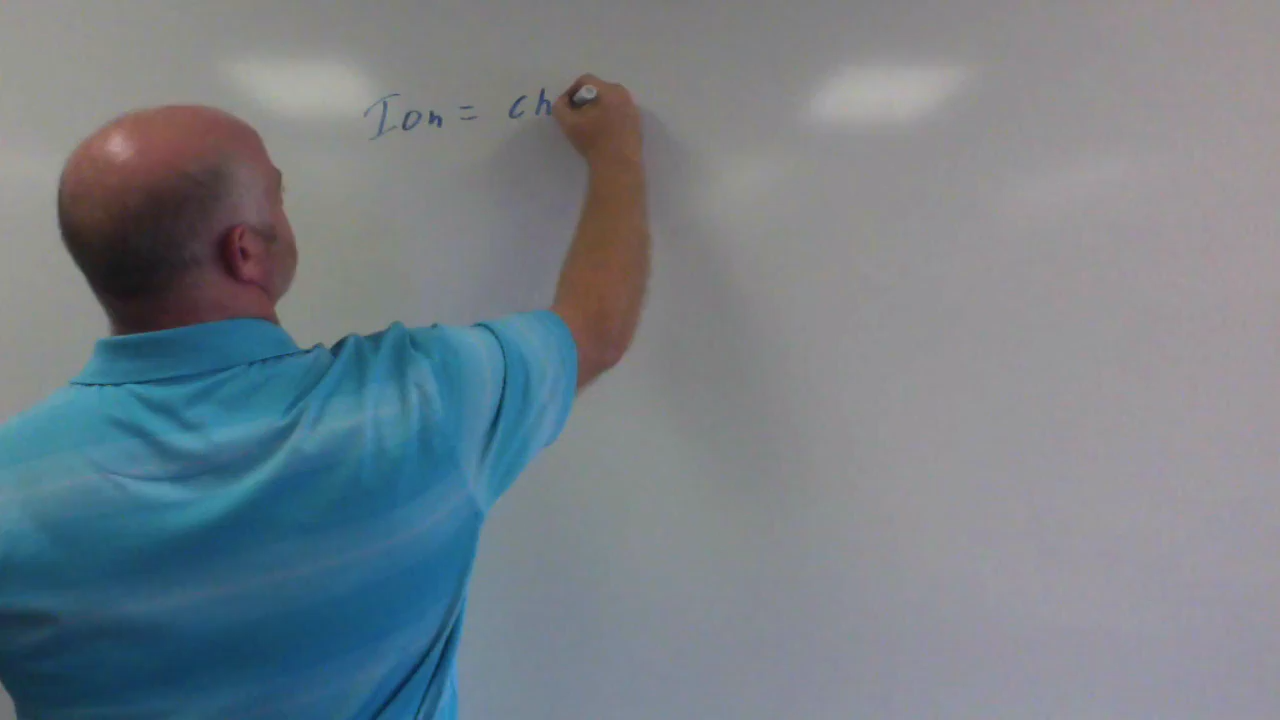 Ion = ch